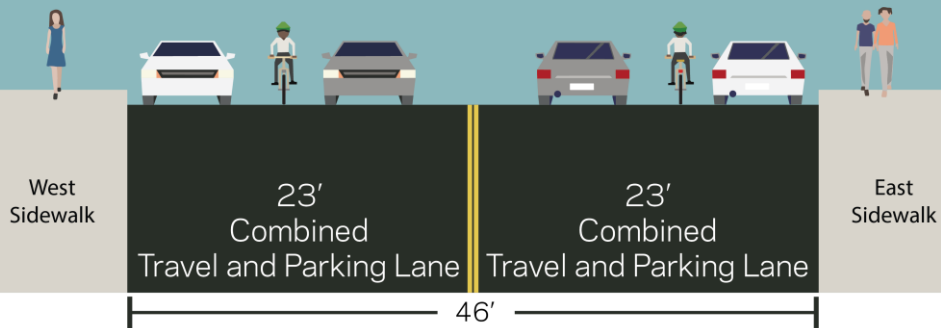 West
Sidewalk
23′
Combined
Travel and Parking Lane
23′
Combined
Travel and Parking Lane
East
Sidewalk
46′